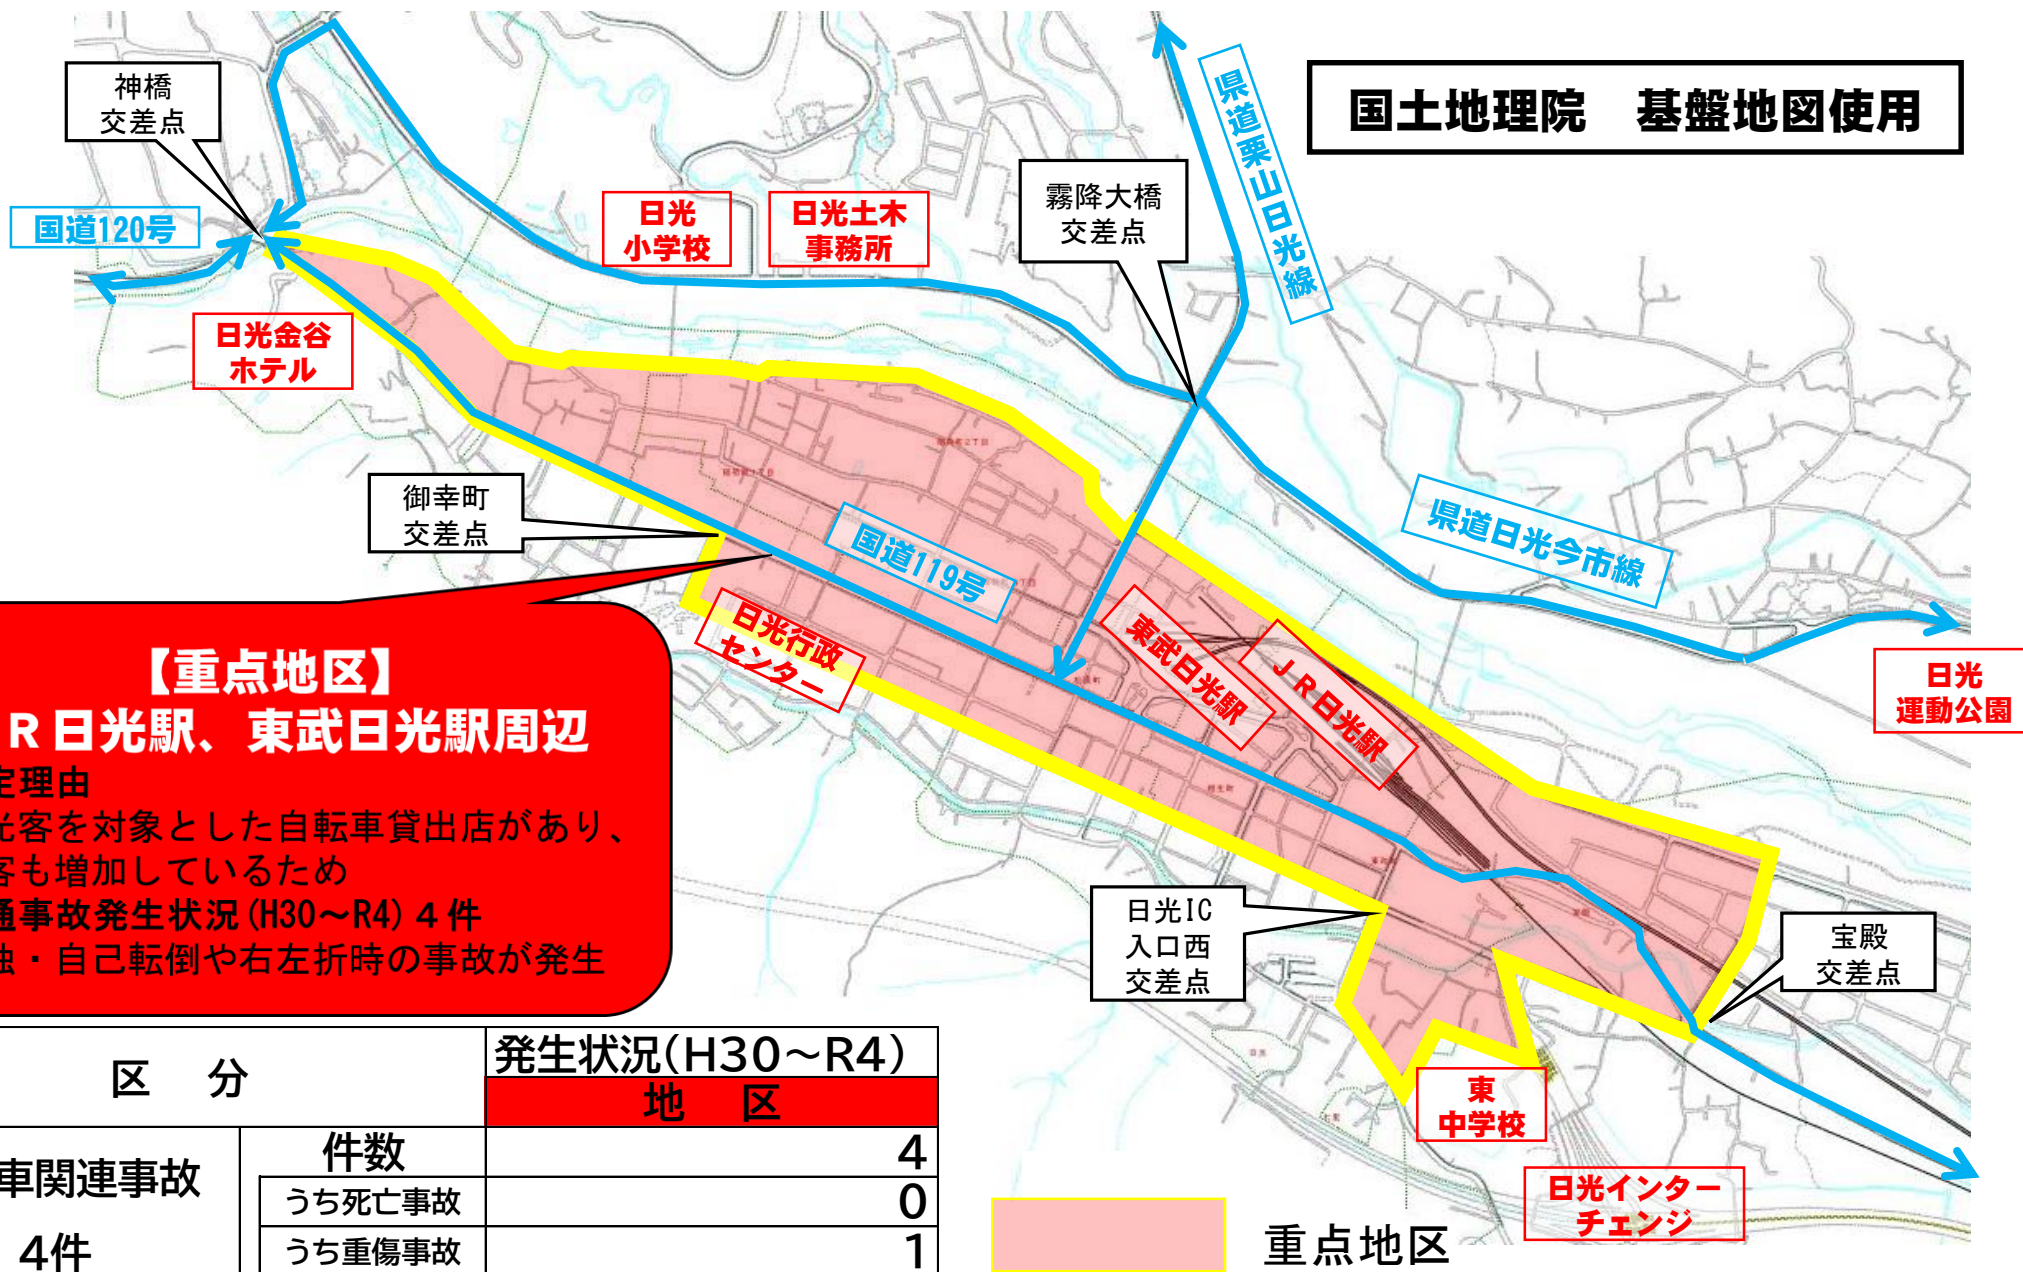 神橋
交差点
国土地理院　基盤地図使用
県道栗山日光線
霧降大橋
交差点
日光
小学校
日光土木
事務所
国道120号
日光金谷
ホテル
御幸町
交差点
国道119号
県道日光今市線
日光行政
センター
東武日光駅
ＪＲ日光駅
日光
運動公園
【重点地区】
Ｒ日光駅、東武日光駅周辺
定理由
光客を対象とした自転車貸出店があり、
客も増加しているため
通事故発生状況(H30～R4)４件
独・自己転倒や右左折時の事故が発生
日光IC
入口西
交差点
宝殿
交差点
東
中学校
日光インター
チェンジ
区　分
発生状況(H30～R4)
地　区
車関連事故
4件
件数
4
うち死亡事故
0
うち重傷事故
1
重点地区